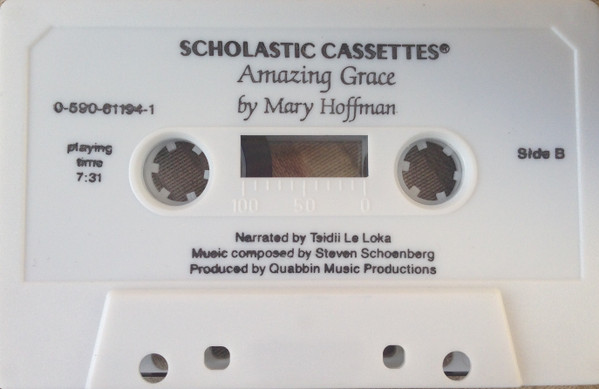 SCHOLASTIC CASSETTES®
Amazing Grace
by Mary Hoffman
0-590-61194-1
playing
time
7:31
Side B
100 50 0
Narrated by Tsidii Le Loka
Music composed by Steven Schoenberg
Produced by Quabbin Music Productions